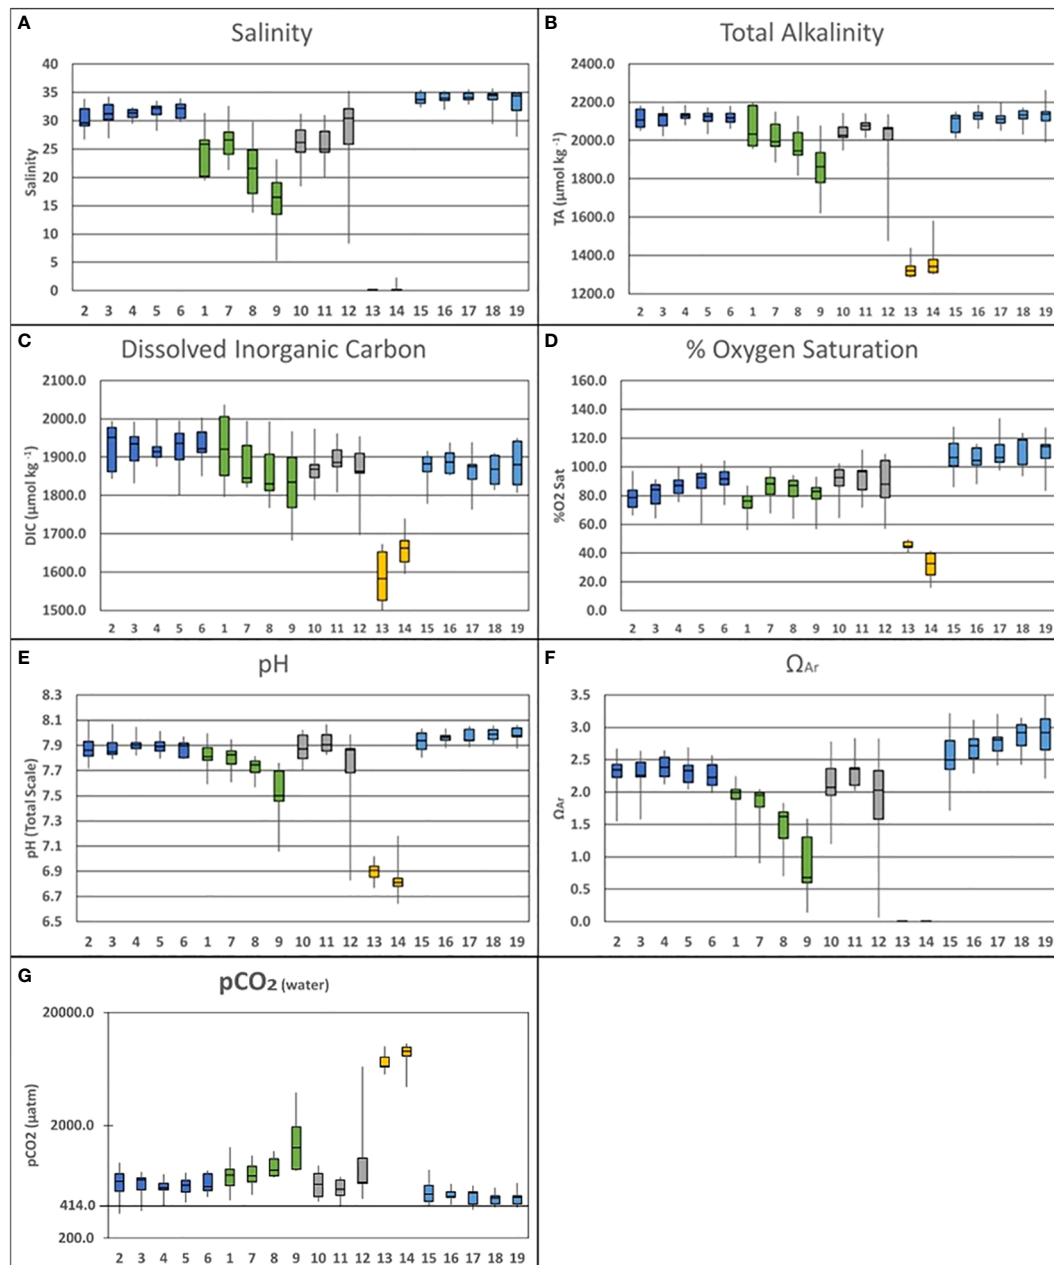 A
Salinity
40
35
30
25
20
15
10
5
0
Salinity
2 3 4 5 6 1 7 8 9 10 11 12 13 14 15 16 17 18 19
B
Total Alkalinity
2400.0
2200.0
2000.0
1800.0
1600.0
1400.0
1200.0
TA (µmol kg -1)
2 3 4 5 6 1 7 8 9 10 11 12 13 14 15 16 17 18 19
C
Dissolved Inorganic Carbon
2100.0
2000.0
1900.0
1800.0
1700.0
1600.0
1500.0
DIC (µmol kg -1)
2 3 4 5 6 1 7 8 9 10 11 12 13 14 15 16 17 18 19
D
% Oxygen Saturation
160.0
140.0
120.0
100.0
80.0
60.0
40.0
20.0
0.0
%O2 Sat
2 3 4 5 6 1 7 8 9 10 11 12 13 14 15 16 17 18 19
E
pH
8.3
8.1
7.9
7.7
7.5
7.3
7.1
6.9
6.7
6.5
pH (Total Scale)
2 3 4 5 6 1 7 8 9 10 11 12 13 14 15 16 17 18 19
F
ΩAr
3.5
3.0
2.5
2.0
1.5
1.0
0.5
0.0
ΩAr
2 3 4 5 6 1 7 8 9 10 11 12 13 14 15 16 17 18 19
G
pCO2 (water)
20000.0
2000.0
414.0
200.0
pCO2 (µatm)
2 3 4 5 6 1 7 8 9 10 11 12 13 14 15 16 17 18 19